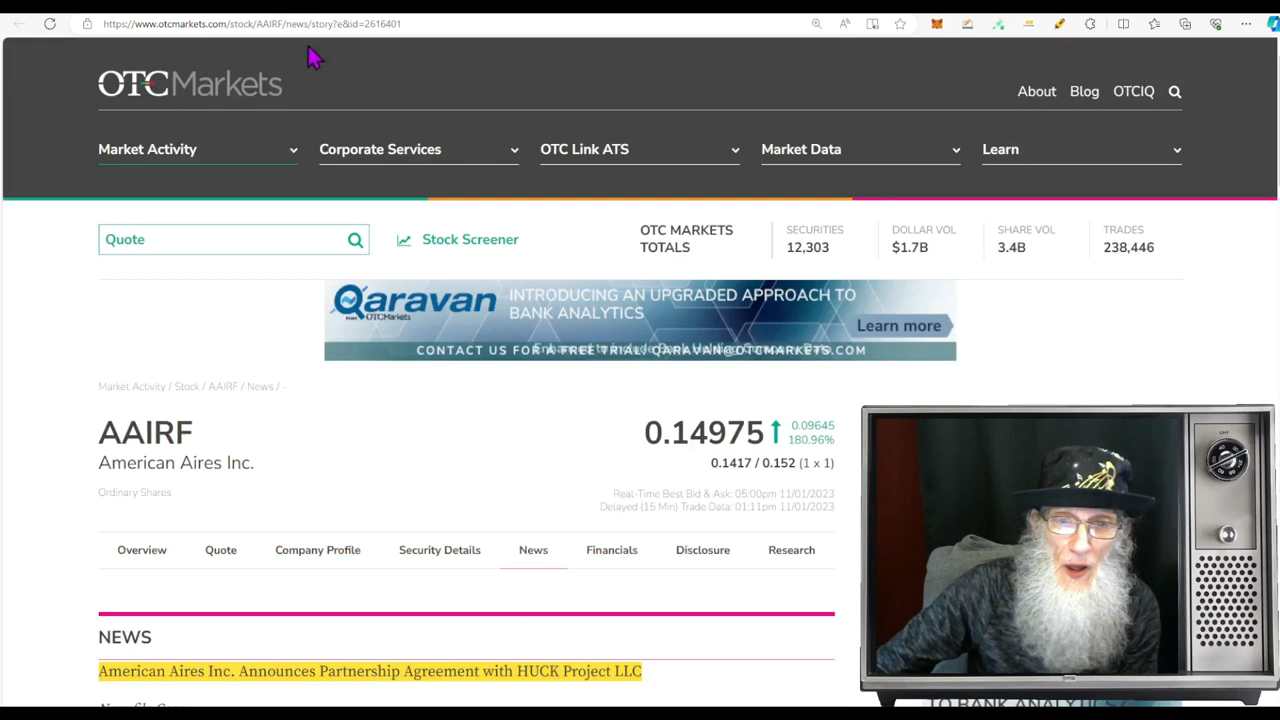 https://www.otcmarkets.com/stock/AAIRF/news/story?e&id=2616401
OTCMarkets
About Blog OTCIQ
Market Activity Corporate Services OTC Link ATS Market Data Learn
Quote
Stock Screener
OTC MARKETS TOTALS
SECURITIES 12,303
DOLLAR VOL $1.7B
SHARE VOL 3.4B
TRADES 238,446
Qaravan
OTCMarkets
INTRODUCING AN UPGRADED APPROACH TO
BANK ANALYTICS
Learn more
CONTACT US FOR A FREE TRIAL: QARAVAN@OTCMARKETS.COM
Market Activity / Stock / AAIRF / News / -
AAIRF
0.14975 0.09645
180.96%
American Aires Inc.
0.1417 / 0.152 (1 x 1)
Ordinary Shares
Real-Time Best Bid & Ask: 05:00pm 11/01/2023
Delayed (15 Min) Trade Data: 01:11pm 11/01/2023
Overview Quote Company Profile Security Details News Financials Disclosure Research
NEWS
American Aires Inc. Announces Partnership Agreement with HUCK Project LLC